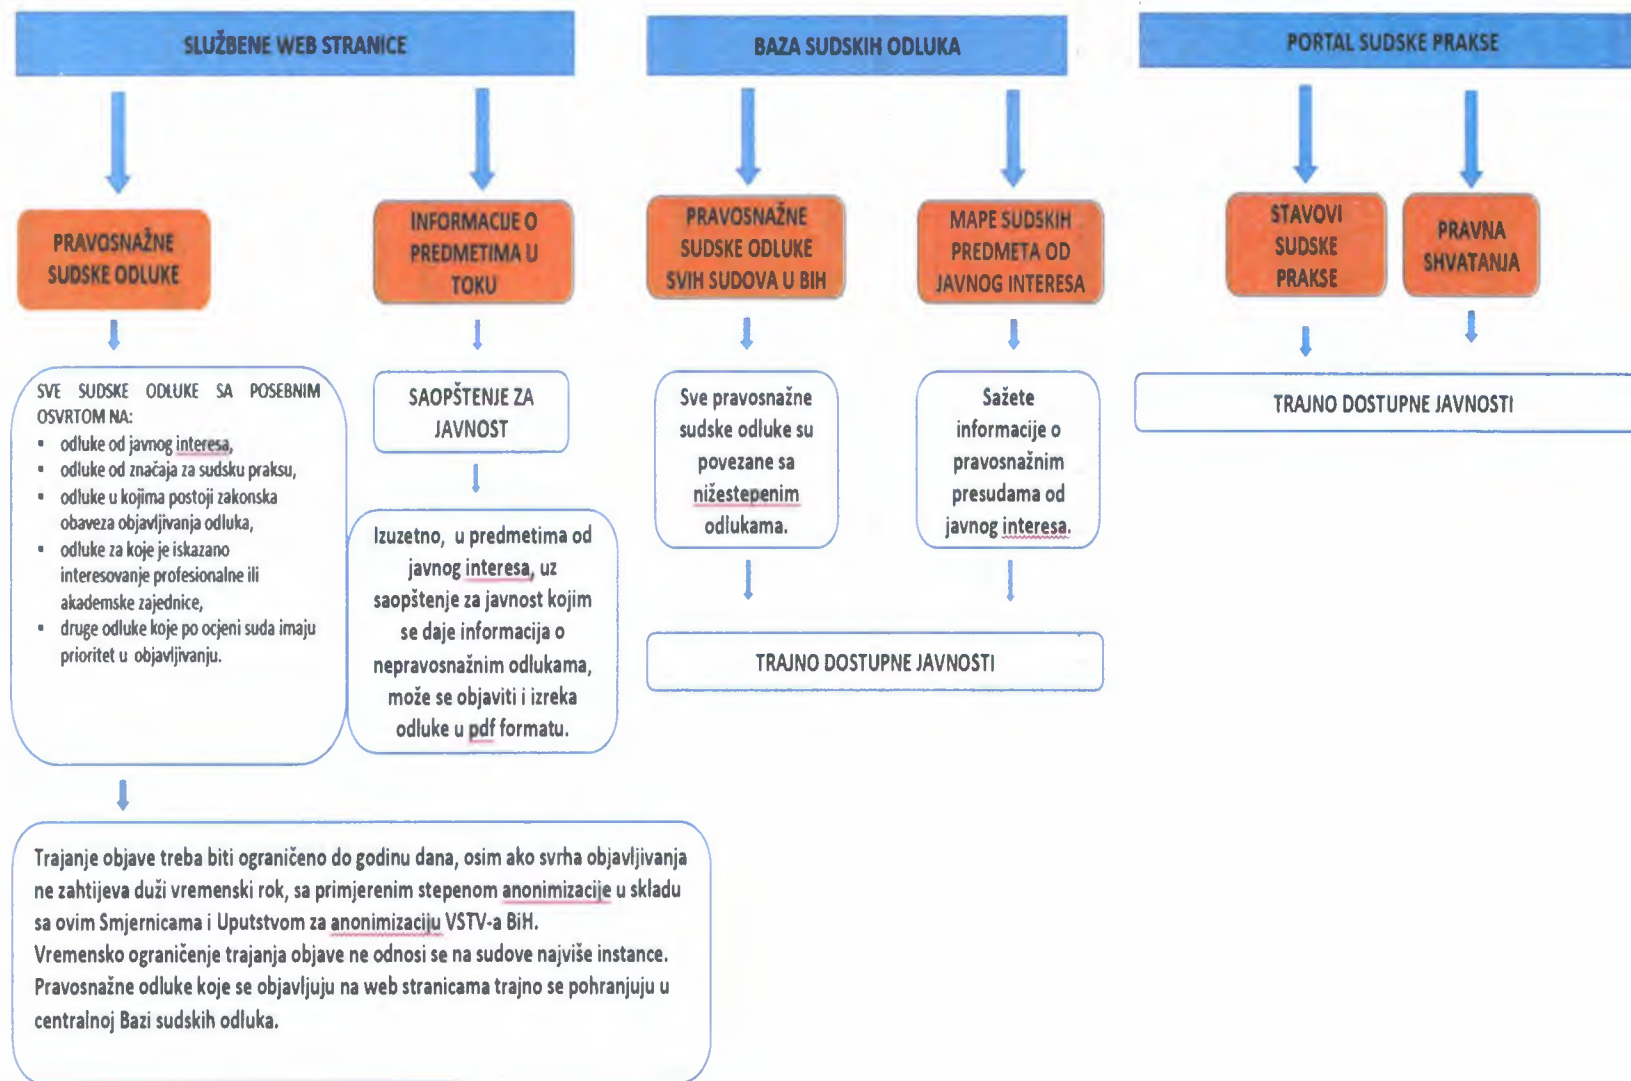 SLUŽBENE WEB STRANICE
PRAVOSNAŽNE
SUDSKE ODLUKE
SVE SUDSKE ODLUKE SA POSEBNIM
OSVRTOM NA:
▪ odluke od javnog interesa,
▪ odluke od značaja za sudsku praksu,
▪ odluke u kojima postoji zakonska
obaveza objavljivanja odluka,
▪ odluke za koje je iskazano
interesovanje profesionalne ili
akademske zajednice,
▪ druge odluke koje po ocjeni suda imaju
prioritet u objavljivanju.
INFORMACIJE O
PREDMETIMA U
TOKU
SAOPŠTENJE ZA
JAVNOST
Izuzetno, u predmetima od
javnog interesa, uz
saopštenje za javnost kojim
se daje informacija o
nepravosnažnim odlukama,
može se objaviti i izreka
odluke u pdf formatu.
Trajanje objave treba biti ograničeno do godinu dana, osim ako svrha objavljivanja
ne zahtijeva duži vremenski rok, sa primjerenim stepenom anonimizacije u skladu
sa ovim Smjernicama i Uputstvom za anonimizaciju VSTV-a BiH.
Vremensko ograničenje trajanja objave ne odnosi se na sudove najviše instance.
Pravosnažne odluke koje se objavljuju na web stranicama trajno se pohranjuju u
centralnoj Bazi sudskih odluka.
BAZA SUDSKIH ODLUKA
PRAVOSNAŽNE
SUDSKE ODLUKE
SVIH SUDOVA U BIH
Sve pravosnažne
sudske odluke su
povezane sa
nižestepenim
odlukama.
MAPE SUDSKIH
PREDMETA OD
JAVNOG INTERESA
Sažete
informacije o
pravosnažnim
presudama od
javnog interesa.
TRAJNO DOSTUPNE JAVNOSTI
PORTAL SUDSKE PRAKSE
STAVOVI
SUDSKE
PRAKSE
PRAVNA
SHVATANJA
TRAJNO DOSTUPNE JAVNOSTI